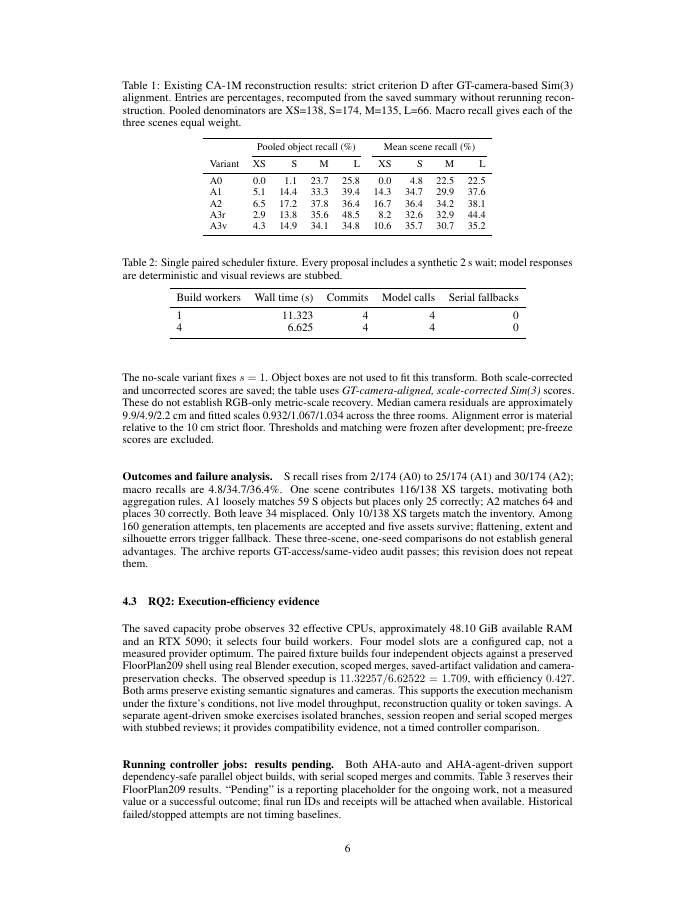 Table 1: Existing CA-1M reconstruction results: strict criterion D after GT-camera-based Sim(3)
alignment. Entries are percentages, recomputed from the saved summary without rerunning recon-
struction. Pooled denominators are XS=138, S=174, M=135, L=66. Macro recall gives each of the
three scenes equal weight.
Pooled object recall (%) Mean scene recall (%)
Variant XS S M L XS S M L
A0 0.0 1.1 23.7 25.8 0.0 4.8 22.5 22.5
A1 5.1 14.4 33.3 39.4 14.3 34.7 29.9 37.6
A2 6.5 17.2 37.8 36.4 16.7 36.4 34.2 38.1
A3r 2.9 13.8 35.6 48.5 8.2 32.6 32.9 44.4
A3v 4.3 14.9 34.1 34.8 10.6 35.7 30.7 35.2
Table 2: Single paired scheduler fixture. Every proposal includes a synthetic 2 s wait; model responses
are deterministic and visual reviews are stubbed.
Build workers Wall time (s) Commits Model calls Serial fallbacks
1 11.323 4 4 0
4 6.625 4 4 0
The no-scale variant fixes s = 1. Object boxes are not used to fit this transform. Both scale-corrected
and uncorrected scores are saved; the table uses GT-camera-aligned, scale-corrected Sim(3) scores.
These do not establish RGB-only metric-scale recovery. Median camera residuals are approximately
9.9/4.9/2.2 cm and fitted scales 0.932/1.067/1.034 across the three rooms. Alignment error is material
relative to the 10 cm strict floor. Thresholds and matching were frozen after development; pre-freeze
scores are excluded.
Outcomes and failure analysis. S recall rises from 2/174 (A0) to 25/174 (A1) and 30/174 (A2);
macro recalls are 4.8/34.7/36.4%. One scene contributes 116/138 XS targets, motivating both
aggregation rules. A1 loosely matches 59 S objects but places only 25 correctly; A2 matches 64 and
places 30 correctly. Both leave 34 misplaced. Only 10/138 XS targets match the inventory. Among
160 generation attempts, ten placements are accepted and five assets survive; flattening, extent and
silhouette errors trigger fallback. These three-scene, one-seed comparisons do not establish general
advantages. The archive reports GT-access/same-video audit passes; this revision does not repeat
them.
4.3 RQ2: Execution-efficiency evidence
The saved capacity probe observes 32 effective CPUs, approximately 48.10 GiB available RAM
and an RTX 5090; it selects four build workers. Four model slots are a configured cap, not a
measured provider optimum. The paired fixture builds four independent objects against a preserved
FloorPlan209 shell using real Blender execution, scoped merges, saved-artifact validation and camera-
preservation checks. The observed speedup is 11.32257/6.62522 = 1.709, with efficiency 0.427.
Both arms preserve existing semantic signatures and cameras. This supports the execution mechanism
under the fixture's conditions, not live model throughput, reconstruction quality or token savings. A
separate agent-driven smoke exercises isolated branches, session reopen and serial scoped merges
with stubbed reviews; it provides compatibility evidence, not a timed controller comparison.
Running controller jobs: results pending. Both AHA-auto and AHA-agent-driven support
dependency-safe parallel object builds, with serial scoped merges and commits. Table 3 reserves their
FloorPlan209 results. “Pending” is a reporting placeholder for the ongoing work, not a measured
value or a successful outcome; final run IDs and receipts will be attached when available. Historical
failed/stopped attempts are not timing baselines.
6